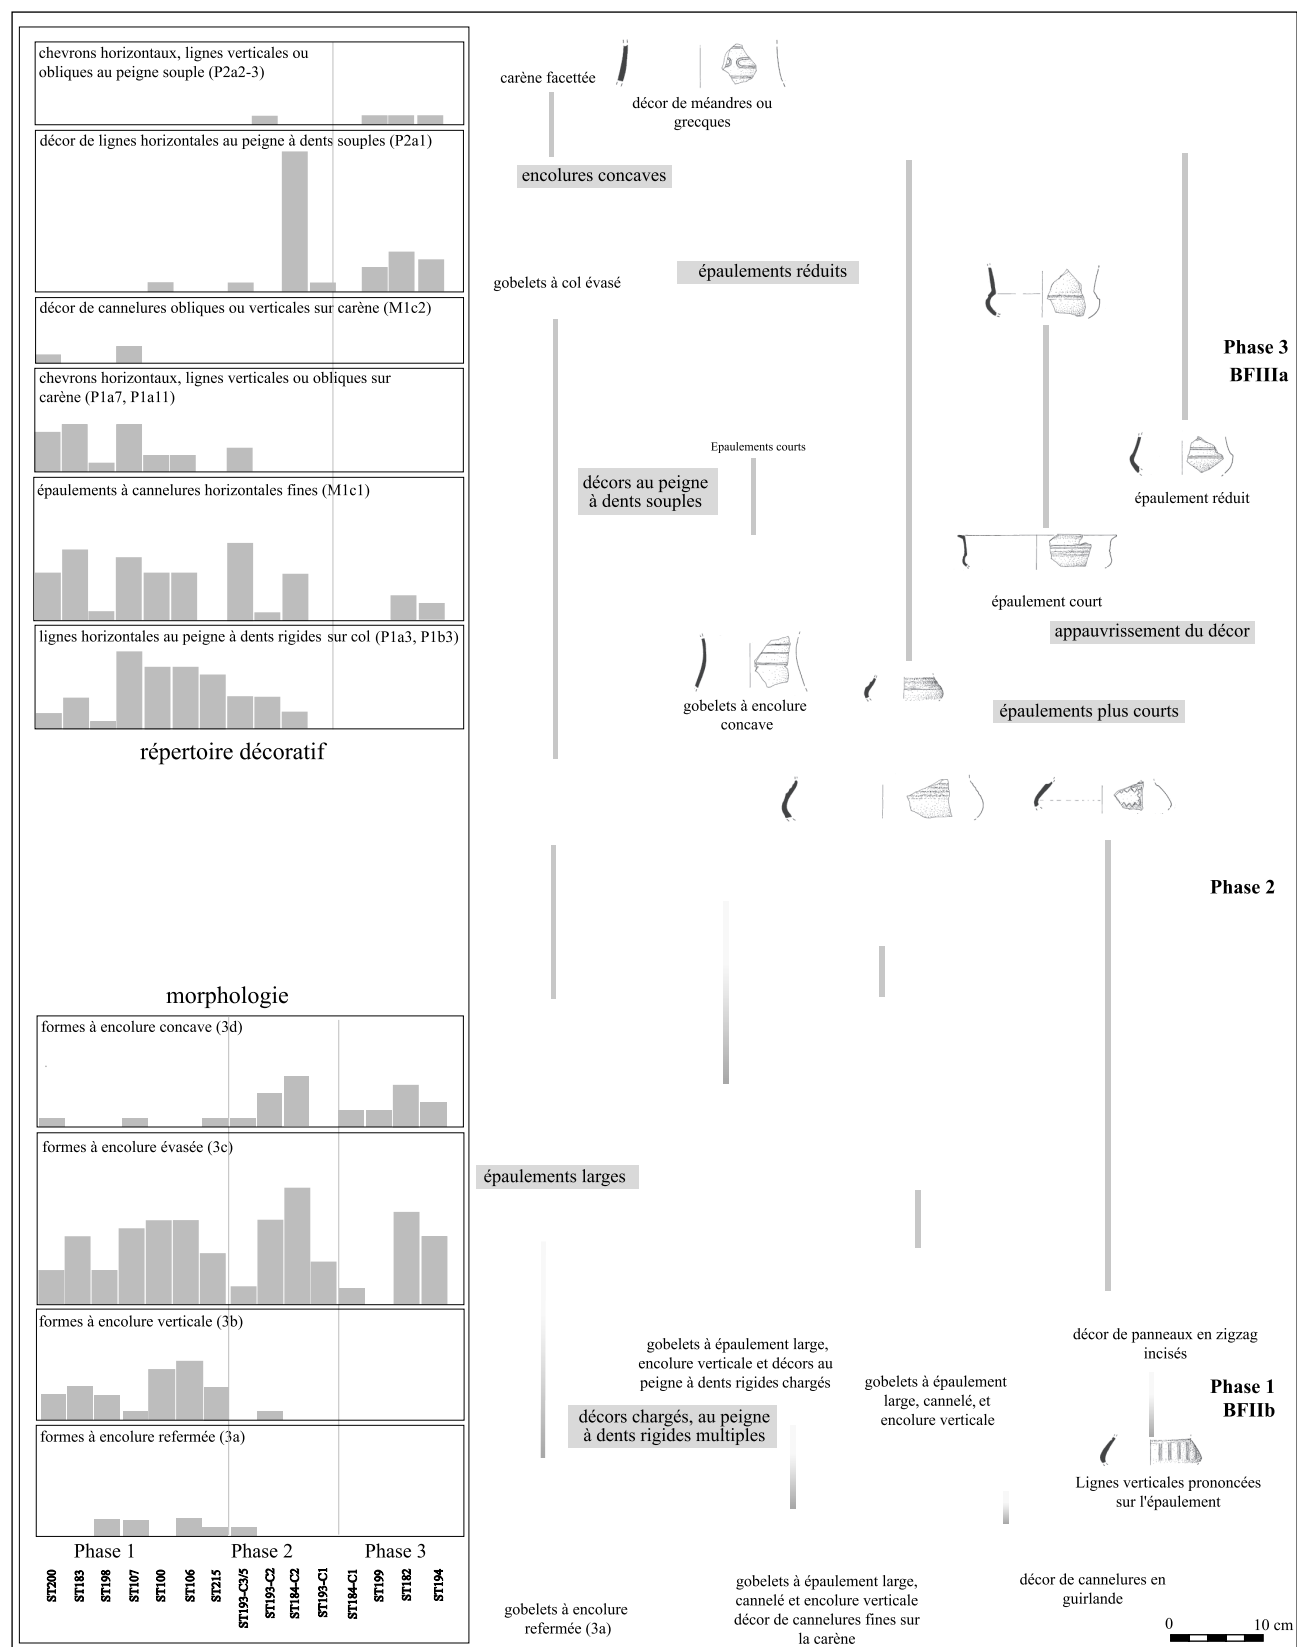 chevrons horizontaux, lignes verticales ou
obliques au peigne souple (P2a2-3)
décor de lignes horizontales au peigne à dents souples (P2a1)
décor de cannelures obliques ou verticales sur carène (M1c2)
chevrons horizontaux, lignes verticales ou obliques sur
carène (P1a7, P1a11)
épaulements à cannelures horizontales fines (M1c1)
lignes horizontales au peigne à dents rigides sur col (P1a3, P1b3)
répertoire décoratif
morphologie
formes à encolure concave (3d)
formes à encolure évasée (3c)
formes à encolure verticale (3b)
formes à encolure refermée (3a)
Phase 1
Phase 2
Phase 3
ST200
ST183
ST198
ST107
ST100
ST106
ST215
ST193-C3/5
ST193-C2
ST184-C2
ST193-C1
ST184-C1
ST199
ST182
ST194
carène facettée
décor de méandres ou
grecques
encolures concaves
épaulements réduits
gobelets à col évasé
Phase 3
BFIIIa
Epaulements courts
décors au peigne
à dents souples
épaulement réduit
épaulement court
appauvrissement du décor
gobelets à encolure
concave
épaulements plus courts
Phase 2
épaulements larges
décor de panneaux en zigzag
incisés
gobelets à épaulement large,
encolure verticale et décors au
peigne à dents rigides chargés
gobelets à épaulement
large, cannelé, et
encolure verticale
Phase 1
BFIIb
décors chargés, au peigne
à dents rigides multiples
Lignes verticales prononcées
sur l'épaulement
gobelets à encolure
refermée (3a)
gobelets à épaulement large,
cannelé et encolure verticale
décor de cannelures fines sur
la carène
décor de cannelures en
guirlande
0 10 cm